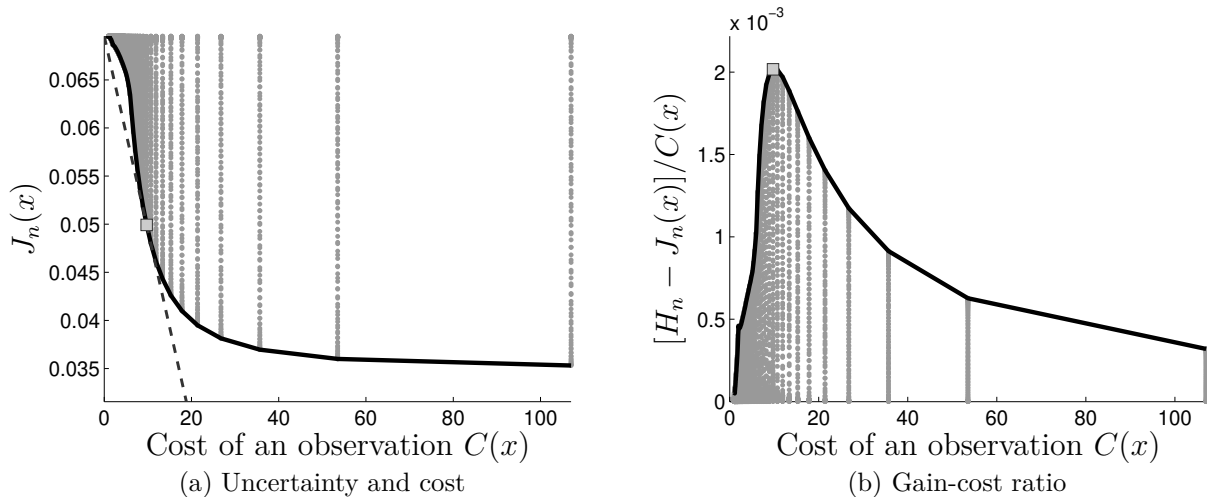 0.065
0.06
0.055
0.05
0.045
0.04
0.035
J_n(x)
0 20 40 60 80 100
Cost of an observation C(x)
(a) Uncertainty and cost
x 10^{-3}
2
1.5
1
0.5
0
[H_n − J_n(x)]/C(x)
0 20 40 60 80 100
Cost of an observation C(x)
(b) Gain-cost ratio